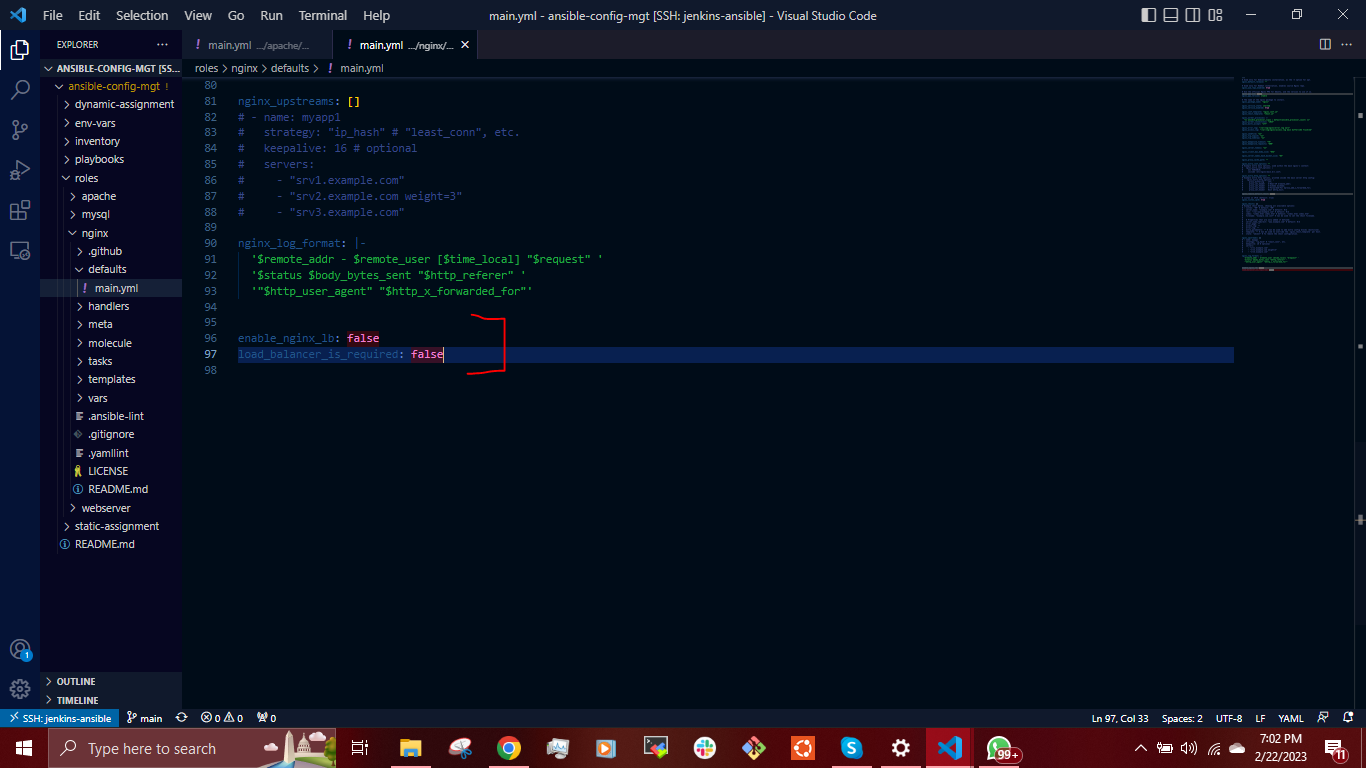 File Edit Selection View Go Run Terminal Help
main.yml - ansible-config-mgt [SSH: jenkins-ansible] - Visual Studio Code
EXPLORER
ANSIBLE-CONFIG-MGT [SS...
ansible-config-mgt !
dynamic-assignment
env-vars
inventory
playbooks
roles
apache
mysql
nginx
.github
defaults
! main.yml
handlers
meta
molecule
tasks
templates
vars
.ansible-lint
.gitignore
.yamllint
LICENSE
README.md
webserver
static-assignment
README.md
OUTLINE
TIMELINE
! main.yml .../apache/...
! main.yml .../nginx/...
roles > nginx > defaults > ! main.yml
80
81 nginx_upstreams: []
82 # - name: myapp1
83 #   strategy: "ip_hash" # "least_conn", etc.
84 #   keepalive: 16 # optional
85 #   servers:
86 #     - "srv1.example.com"
87 #     - "srv2.example.com weight=3"
88 #     - "srv3.example.com"
89
90 nginx_log_format: |-
91   '$remote_addr - $remote_user [$time_local] "$request" '
92   '$status $body_bytes_sent "$http_referer" '
93   '"$http_user_agent" "$http_x_forwarded_for"'
94
95
96 enable_nginx_lb: false
97 load_balancer_is_required: false
98
1
SSH: jenkins-ansible main 0 0 0
Ln 97, Col 33 Spaces: 2 UTF-8 LF YAML
Type here to search
99+
7:02 PM
2/22/2023
11